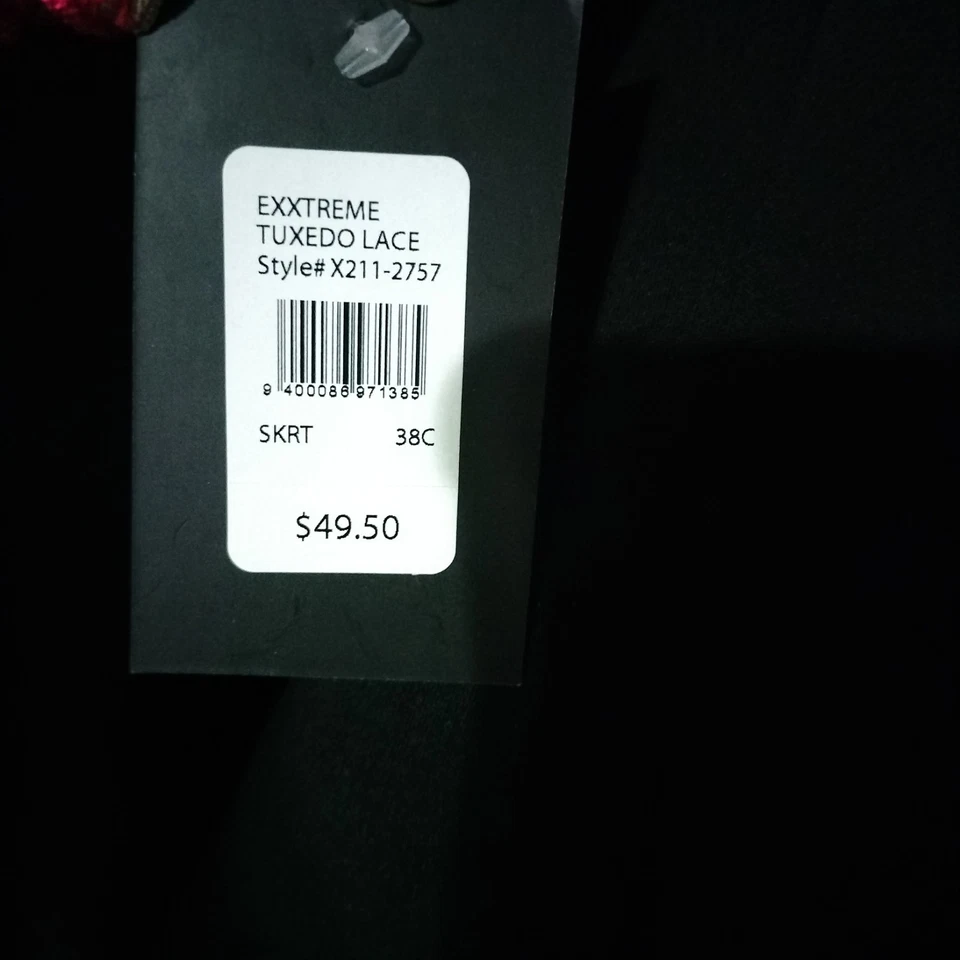 EXXTREME
TUXEDO LACE
Style# X211-2757
9 400086 971385
SKRT 38C
$49.50